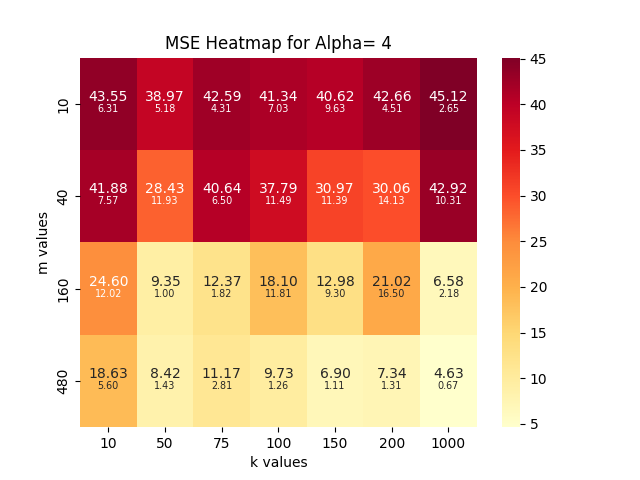 MSE Heatmap for Alpha= 4
10 43.55 38.97 42.59 41.34 40.62 42.66 45.12
6.31 5.18 4.31 7.03 9.63 4.51 2.65
40 41.88 28.43 40.64 37.79 30.97 30.06 42.92
7.57 11.93 6.50 11.49 11.39 14.13 10.31
160 24.60 9.35 12.37 18.10 12.98 21.02 6.58
12.02 1.00 1.82 11.81 9.30 16.50 2.18
480 18.63 8.42 11.17 9.73 6.90 7.34 4.63
5.60 1.43 2.81 1.26 1.11 1.31 0.67
10 50 75 100 150 200 1000
k values
m values
45
40
35
30
25
20
15
10
5